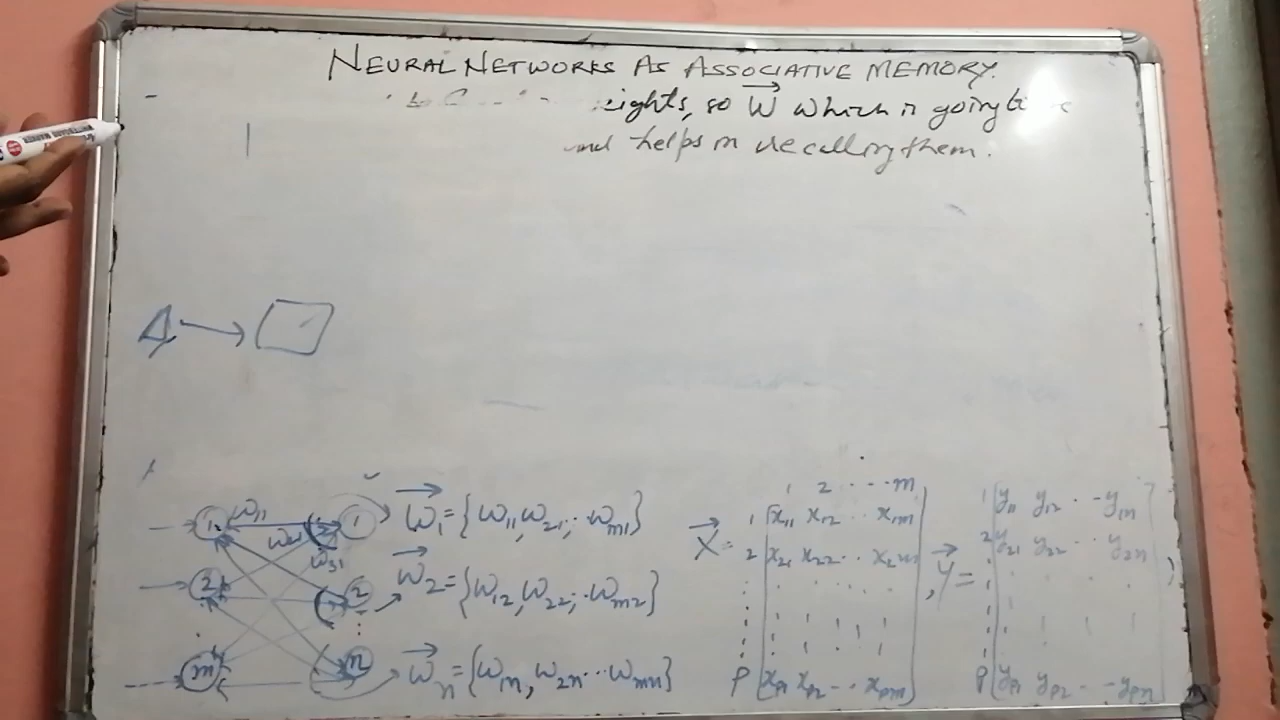 NEURAL NETWORKS AS ASSOCIATIVE MEMORY.
eights, so W which is going to
and helps in recalling them.
WHITEBOARD MARKER
1 2 · · · m
1 x11 x12 · · x1m
2 x21 x22 · · x2m
P xp1 xp2 · · xpm
X =
, Y =
1 y11 y12 · · - y1n
2 y21 y22 · · y2n
P yp1 yp2 · · - ypn
1 w11 1 w1 = {w11, w21, · · wm1}
w21
w31
2 2 w2 = {w12, w22, · · wm2}
m n wn = {w1n, w2n · · · wmn}